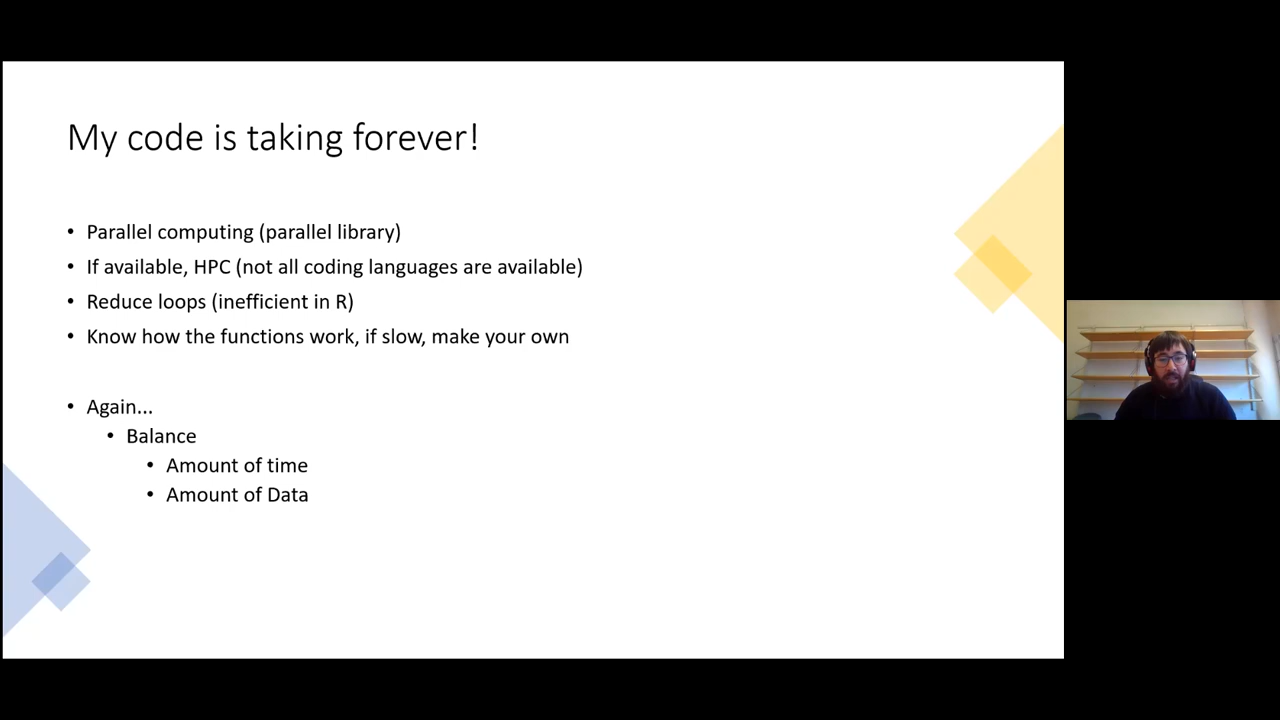 My code is taking forever!
• Parallel computing (parallel library)
• If available, HPC (not all coding languages are available)
• Reduce loops (inefficient in R)
• Know how the functions work, if slow, make your own
• Again...
• Balance
• Amount of time
• Amount of Data